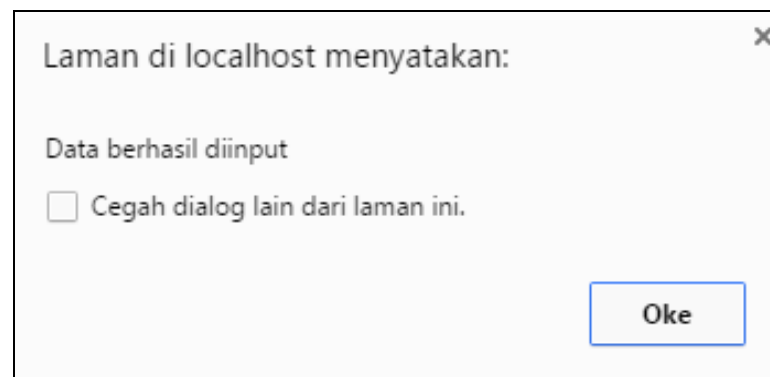 Laman di localhost menyatakan:
Data berhasil diinput
Cegah dialog lain dari laman ini.
Oke